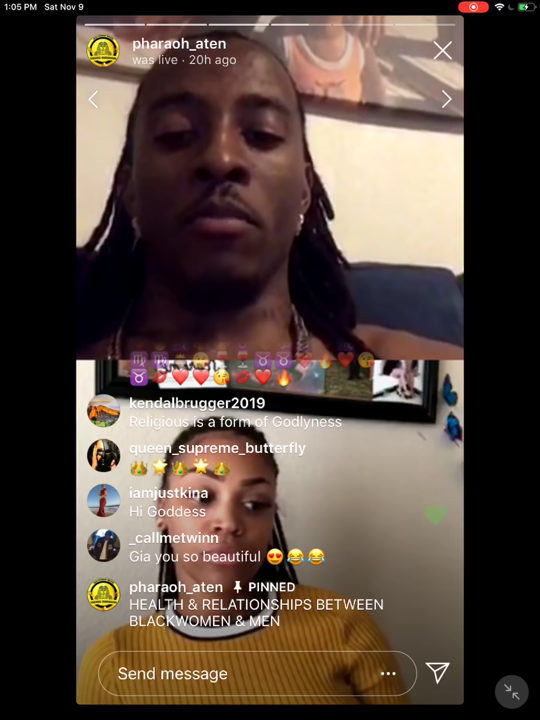 1:05 PM Sat Nov 9
pharaoh_aten
was live · 20h ago
kendalbrugger2019
Religious is a form of Godlyness
queen_supreme_butterfly
iamjustkina
Hi Goddess
_callmetwinn
Gia you so beautiful 😍😂😂
pharaoh_aten PINNED
HEALTH & RELATIONSHIPS BETWEEN
BLACKWOMEN & MEN
Send message